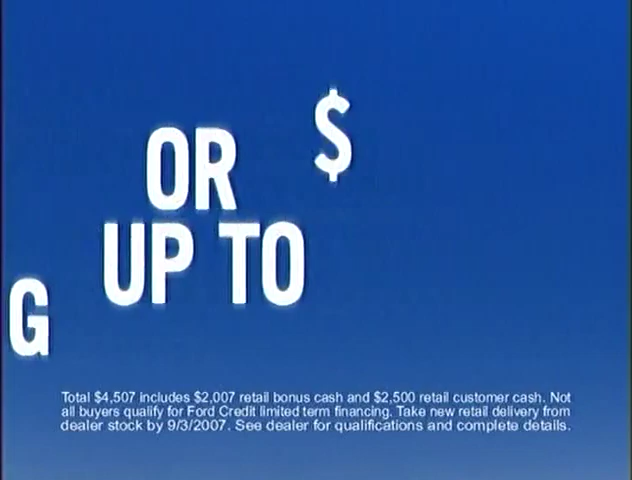 $
OR
UP TO
G
Total $4,507 includes $2,007 retail bonus cash and $2,500 retail customer cash. Not
all buyers qualify for Ford Credit limited term financing. Take new retail delivery from
dealer stock by 9/3/2007. See dealer for qualifications and complete details.